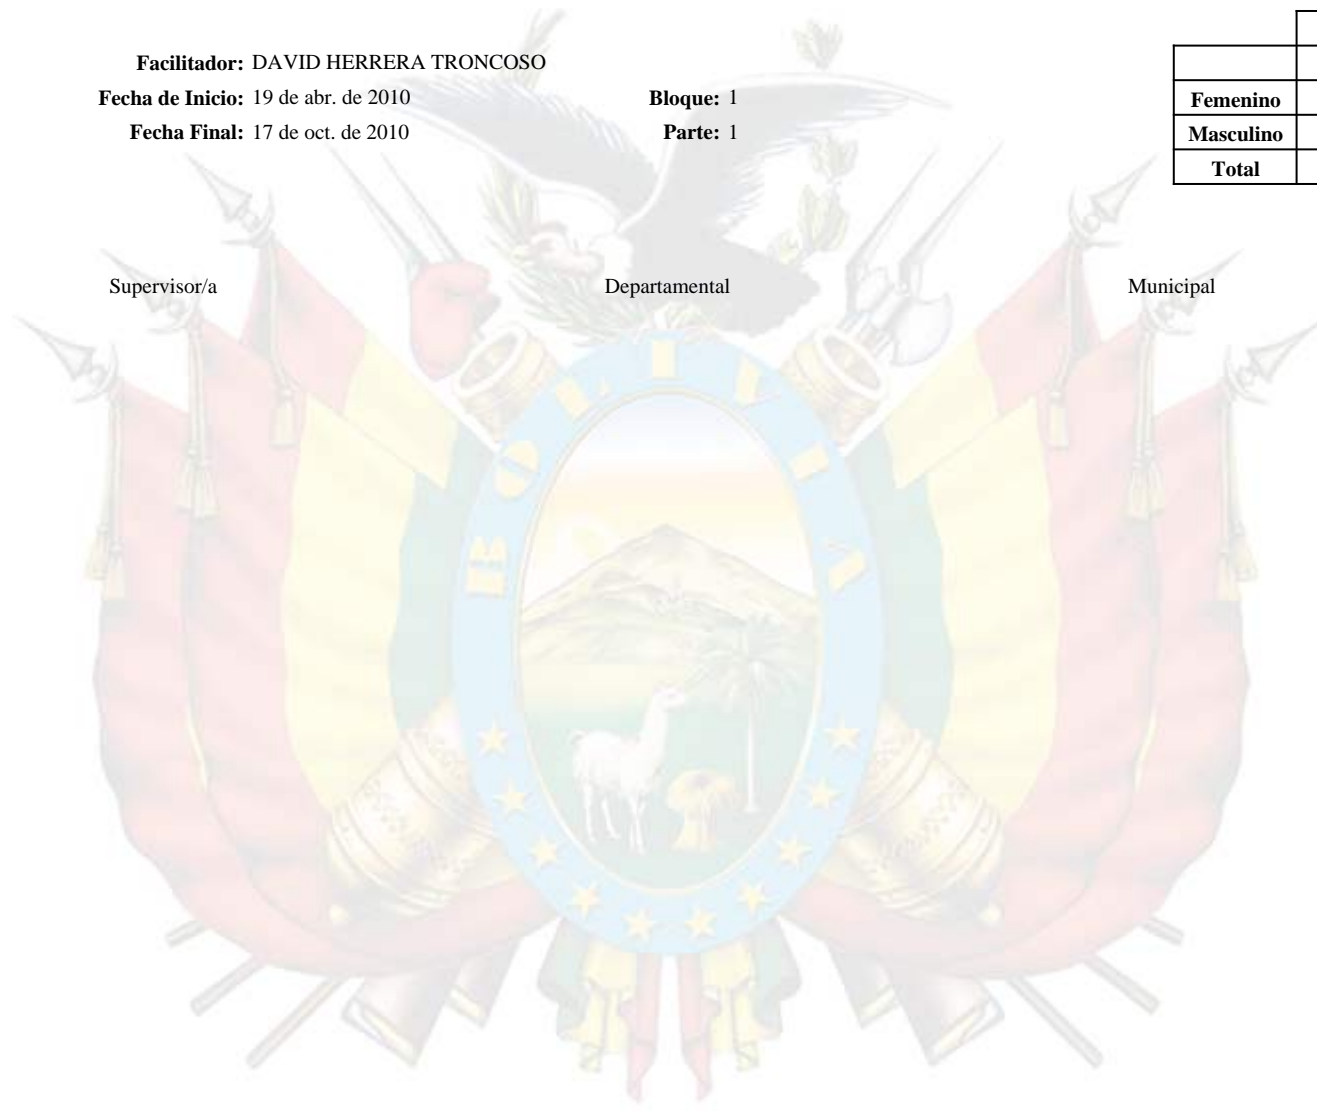 Facilitador: DAVID HERRERA TRONCOSO
Fecha de Inicio: 19 de abr. de 2010 Bloque: 1
Femenino
Fecha Final: 17 de oct. de 2010 Parte: 1
Masculino
Total
Supervisor/a Departamental Municipal
BOLIVIA